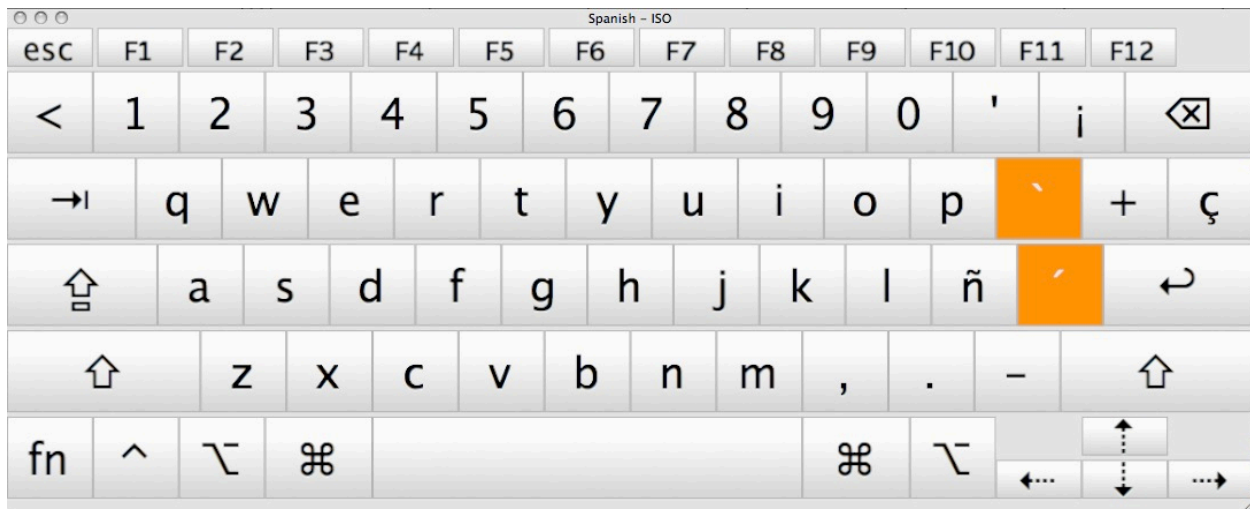 Spanish – ISO
esc F1 F2 F3 F4 F5 F6 F7 F8 F9 F10 F11 F12
< 1 2 3 4 5 6 7 8 9 0 ' ¡ ⌫
⇥ q w e r t y u i o p ` + ç
⇪ a s d f g h j k l ñ ´ ↩
⇧ z x c v b n m , . – ⇧
fn ^ ⌥ ⌘ ⌘ ⌥ ⇠ ⇡ ⇣ ⇢